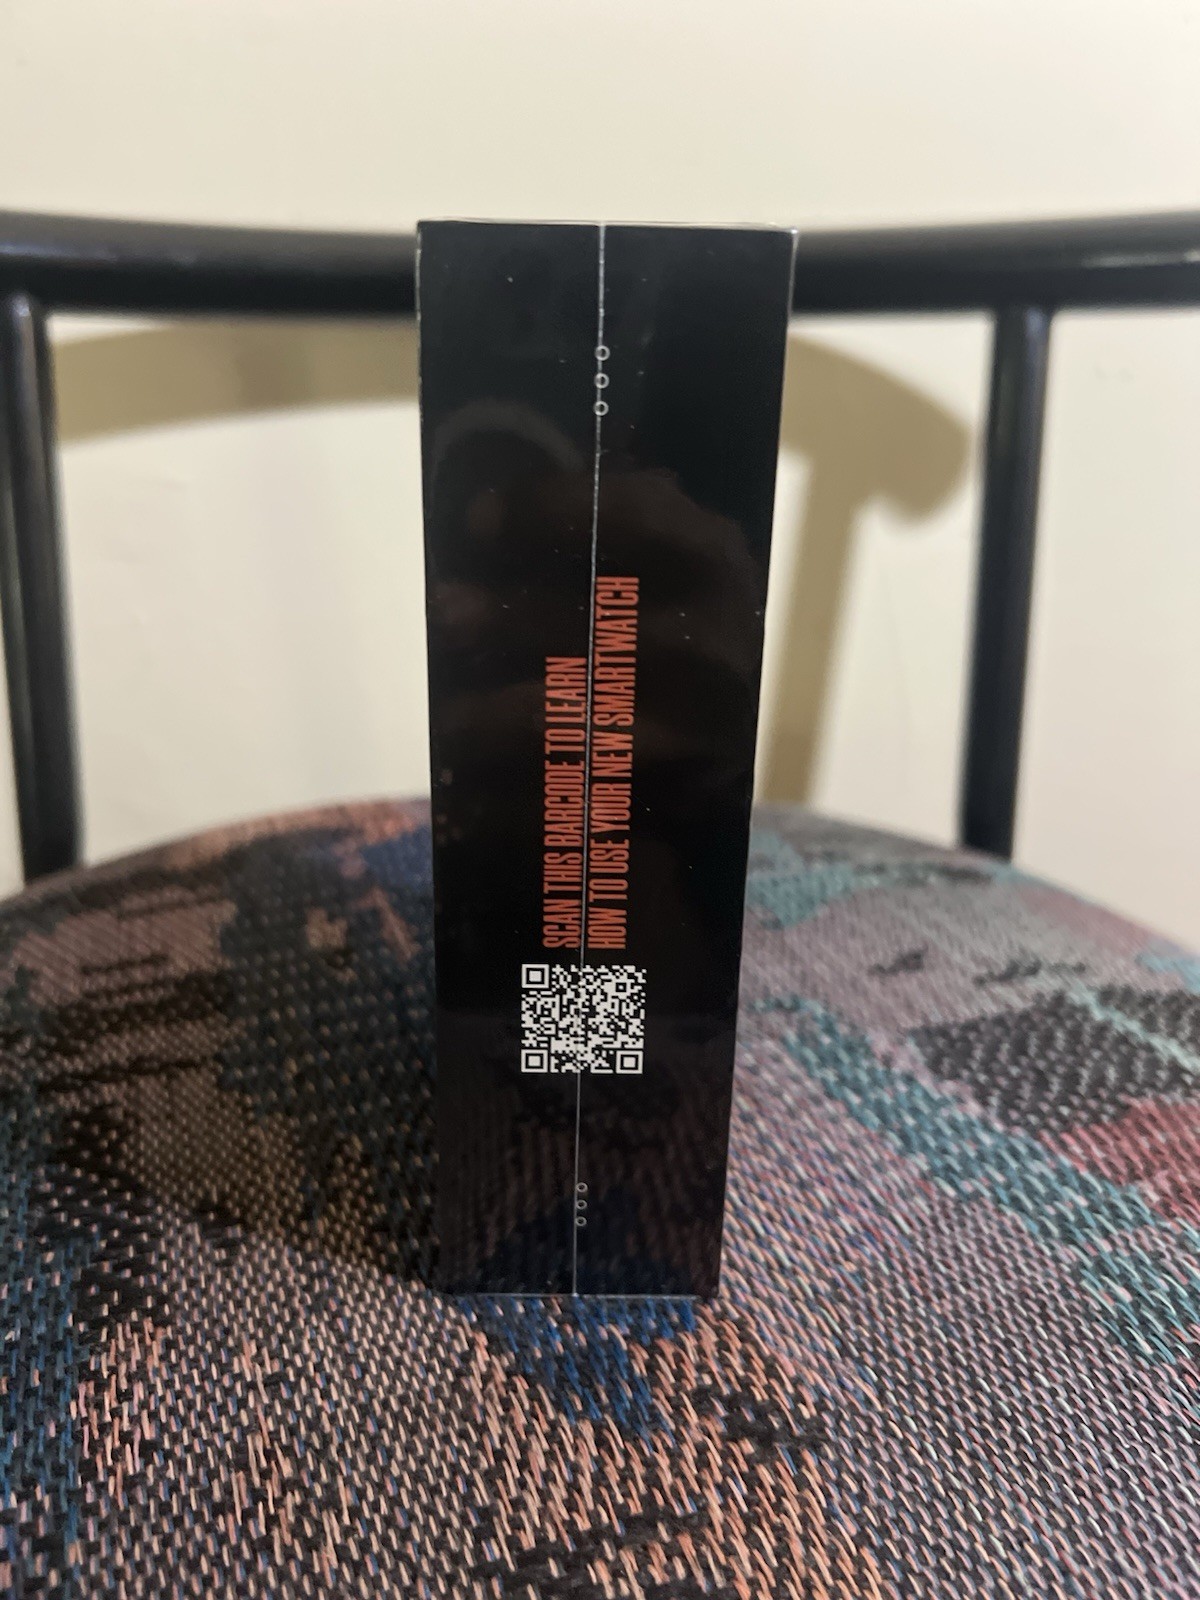 SCAN THIS BARCODE TO LEARN
HOW TO USE YOUR NEW SMARTWATCH